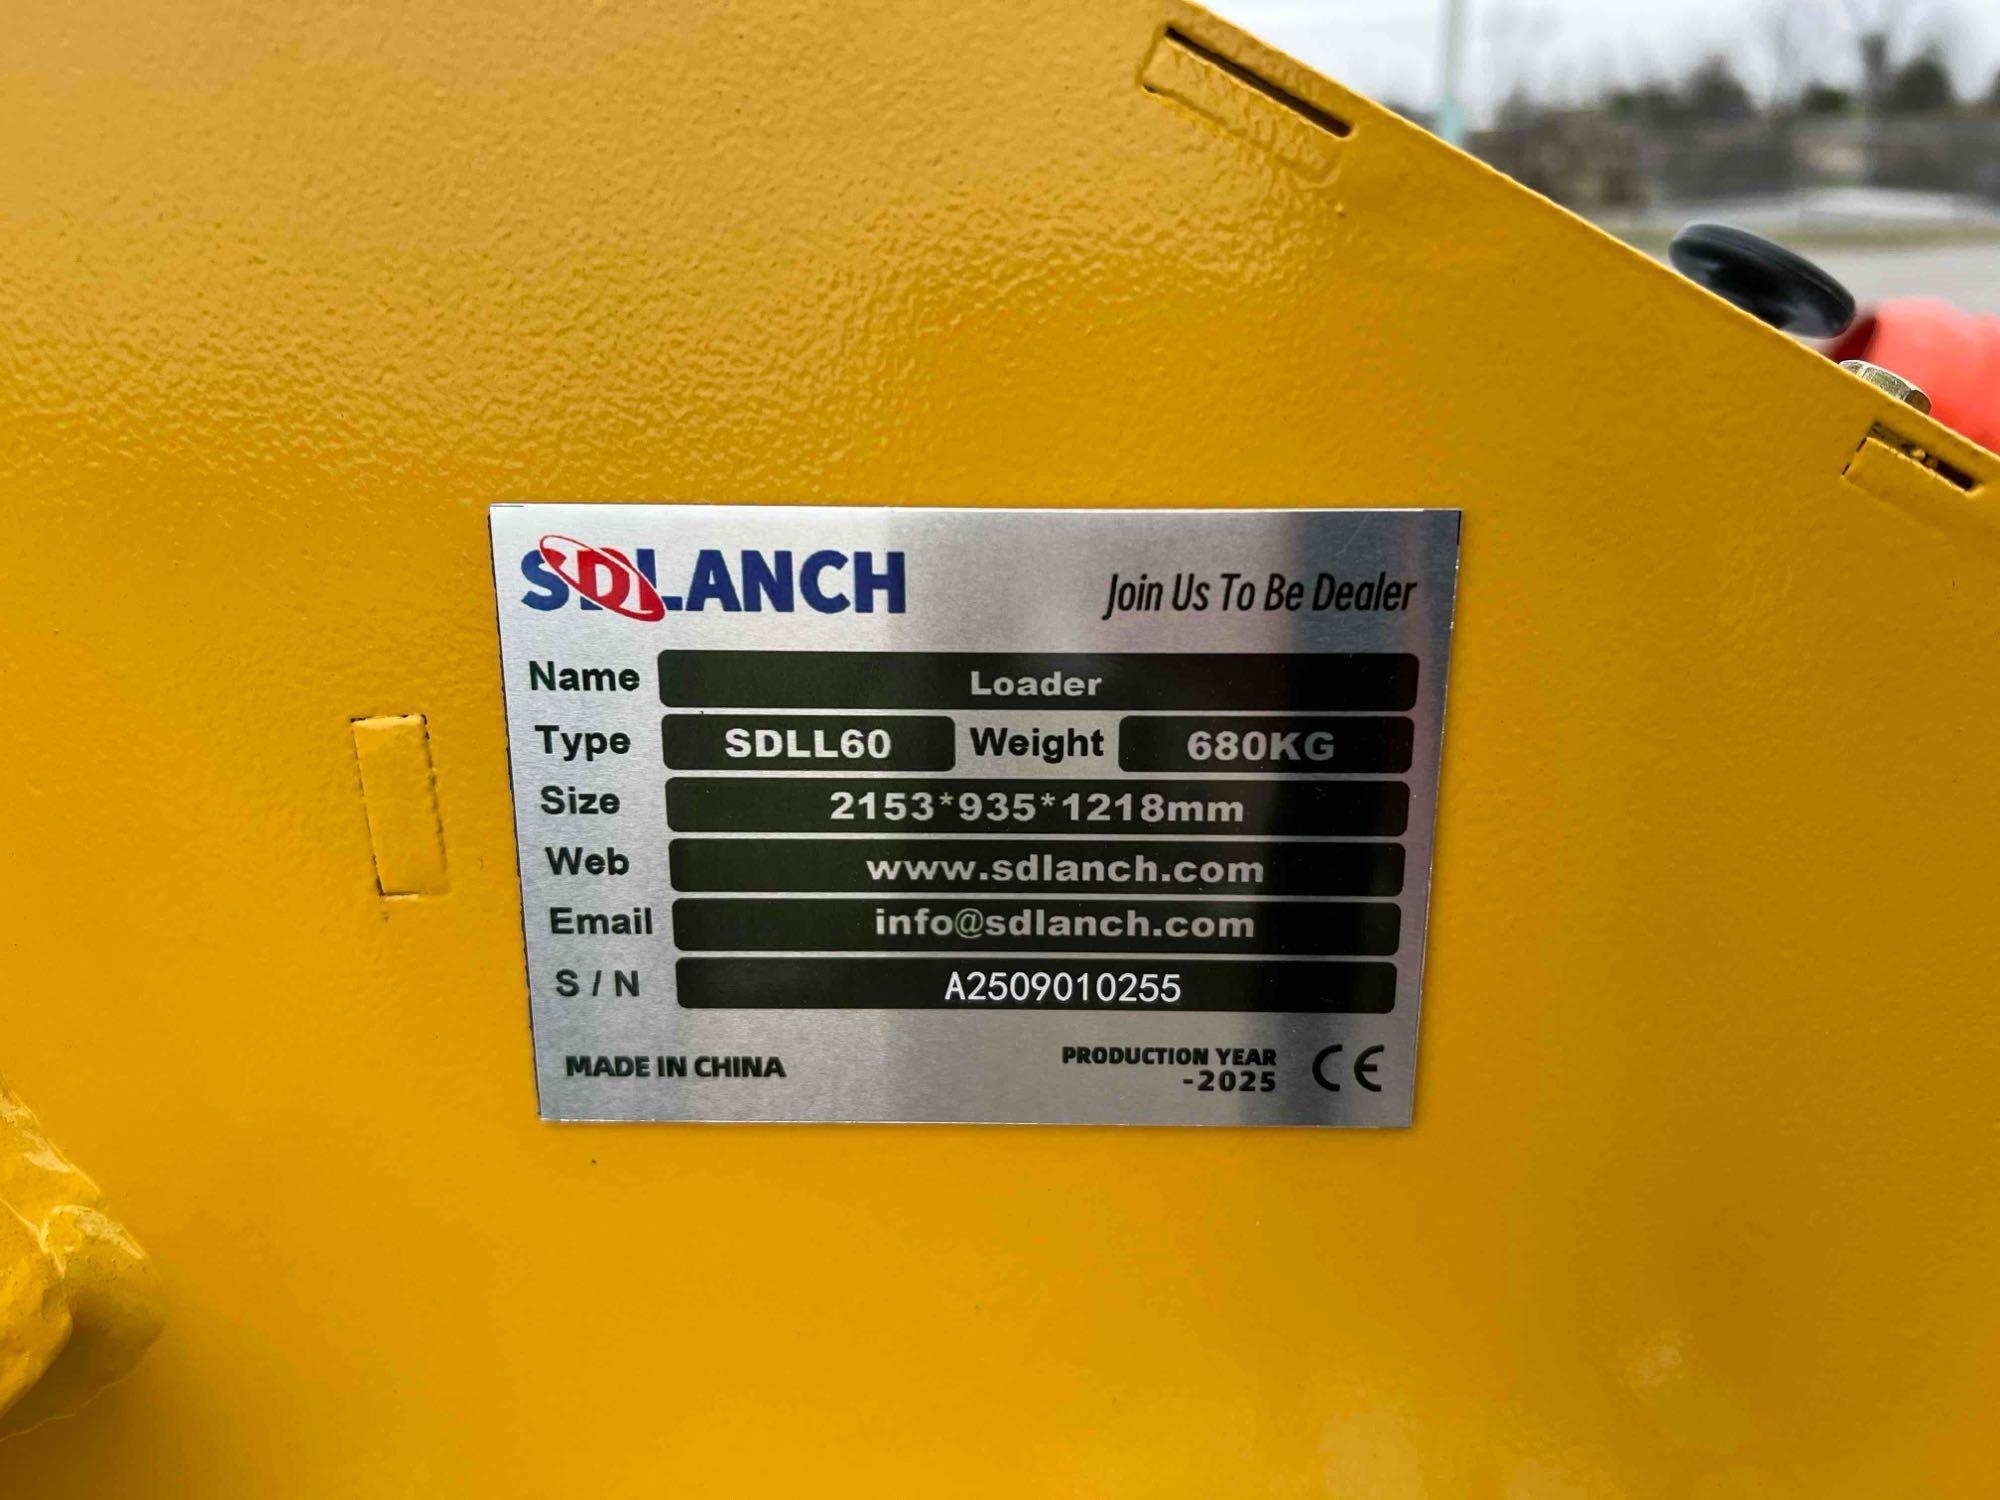 SDLANCH
Join Us To Be Dealer
Name Loader
Type SDLL60 Weight 680KG
Size 2153*935*1218mm
Web www.sdlanch.com
Email info@sdlanch.com
S / N A2509010255
MADE IN CHINA
PRODUCTION YEAR
-2025
CE